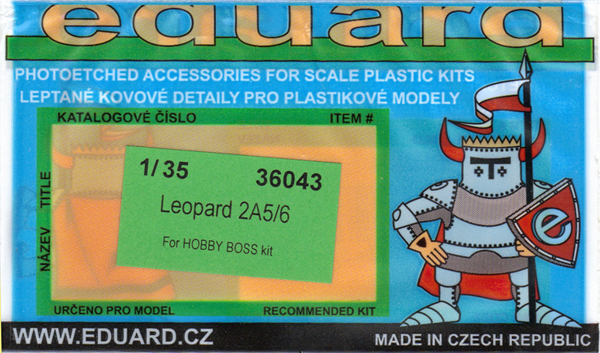 eduard
PHOTOETCHED ACCESSORIES FOR SCALE PLASTIC KITS
LEPTANÉ KOVOVÉ DETAILY PRO PLASTIKOVÉ MODELY
KATALOGOVÉ ČÍSLO ITEM #
1/35 36043
Leopard 2A5/6
For HOBBY BOSS kit
NÁZEV TITLE
e
URČENO PRO MODEL RECOMMENDED KIT
WWW.EDUARD.CZ MADE IN CZECH REPUBLIC